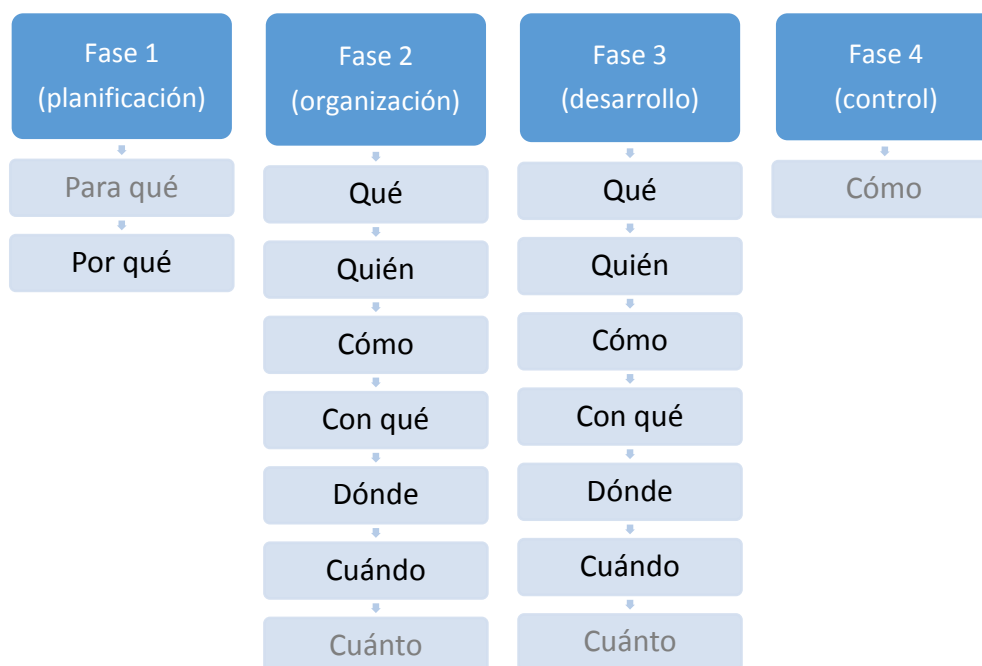 Fase 1
(planificación)
Para qué
Por qué
Fase 2
(organización)
Qué
Quién
Cómo
Con qué
Dónde
Cuándo
Cuánto
Fase 3
(desarrollo)
Qué
Quién
Cómo
Con qué
Dónde
Cuándo
Cuánto
Fase 4
(control)
Cómo